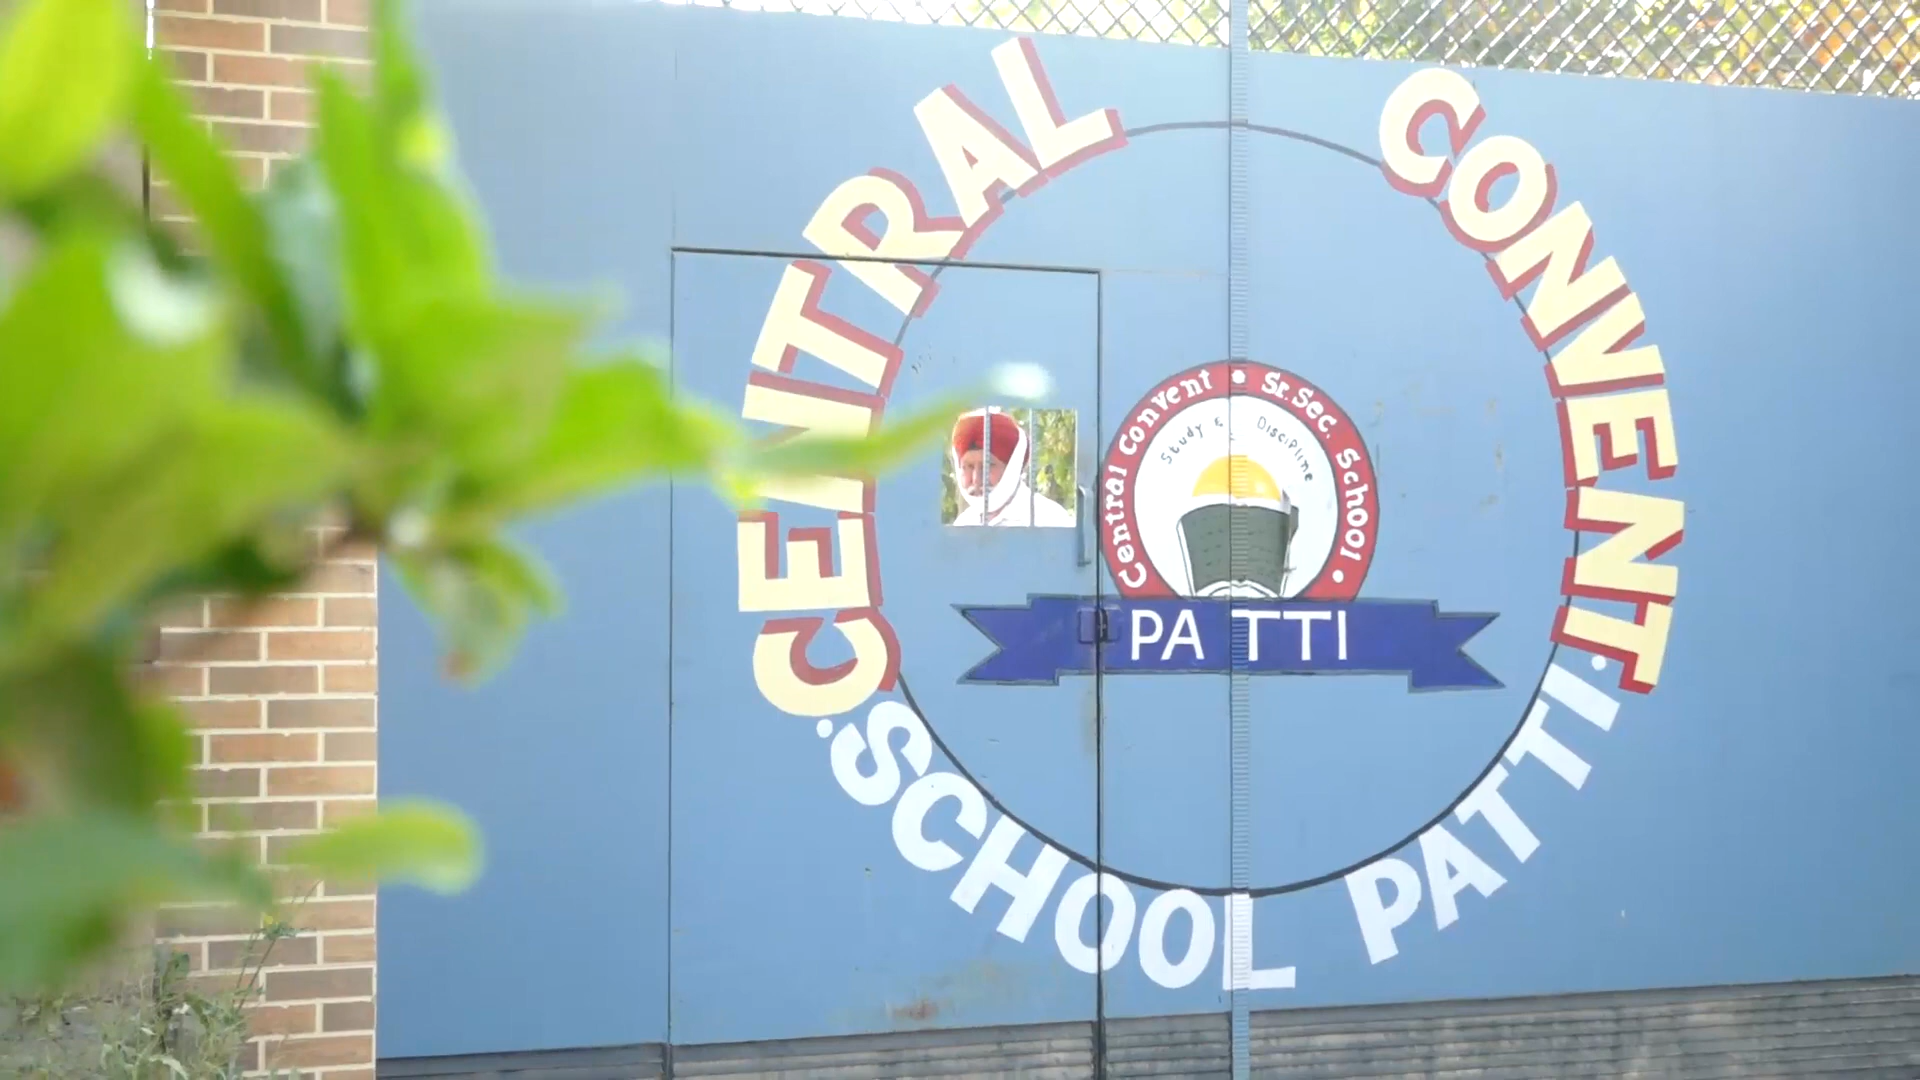 CENTRAL CONVENT
.SCHOOL PATTI.
Central Convent • Sr. Sec. School •
Study & Discipline
PATTI